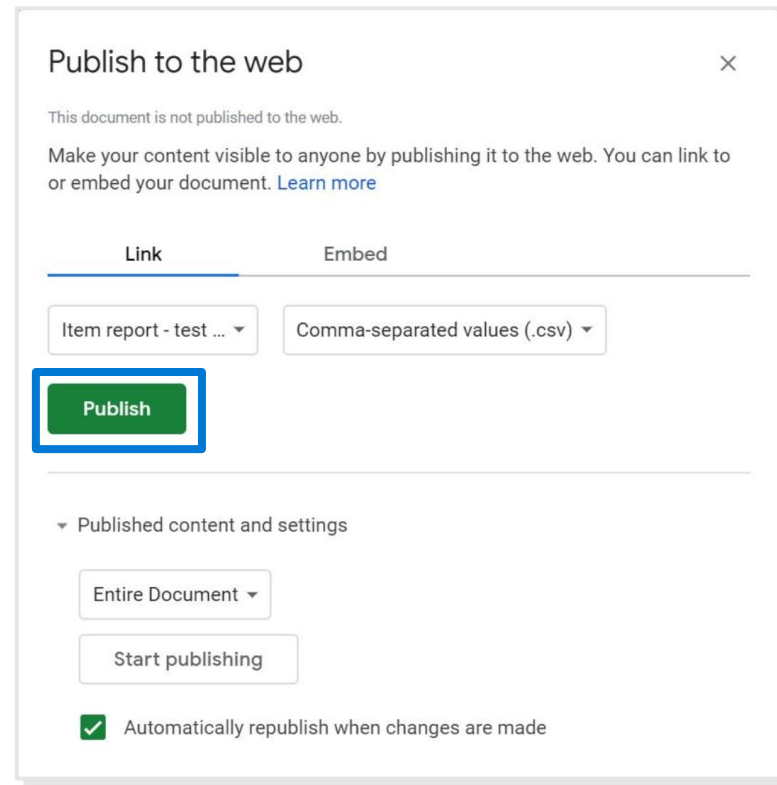 Publish to the web
This document is not published to the web.
Make your content visible to anyone by publishing it to the web. You can link to
or embed your document. Learn more
Link Embed
Item report - test ... Comma-separated values (.csv)
Publish
Published content and settings
Entire Document
Start publishing
Automatically republish when changes are made